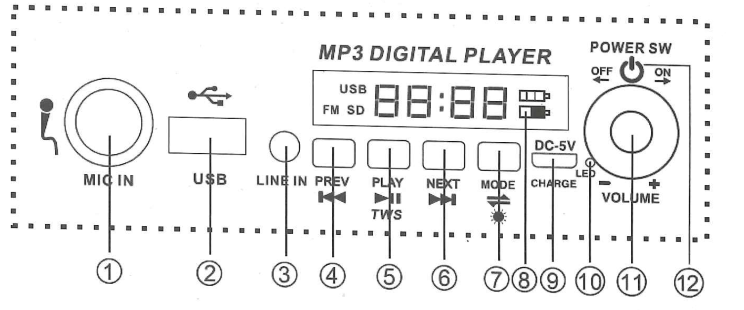 MP3 DIGITAL PLAYER
POWER SW
OFF ON
USB
FM SD
88:88
DC-5V
MIC IN
USB
LINE IN
PREV
PLAY
TWS
NEXT
MODE
CHARGE
LED
- +
VOLUME
① ② ③ ④ ⑤ ⑥ ⑦ ⑧ ⑨ ⑩ ⑪ ⑫